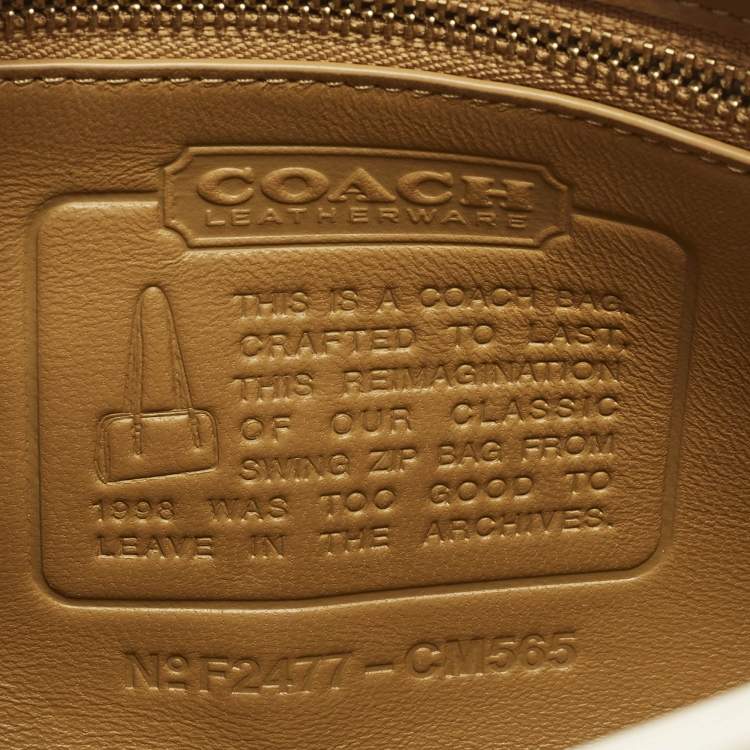 COACH
LEATHERWARE
THIS IS A COACH BAG.
CRAFTED TO LAST.
THIS REIMAGINATION
OF OUR CLASSIC
SWING ZIP BAG FROM
1998 WAS TOO GOOD TO
LEAVE IN THE ARCHIVES.
Nº F2477-CM565